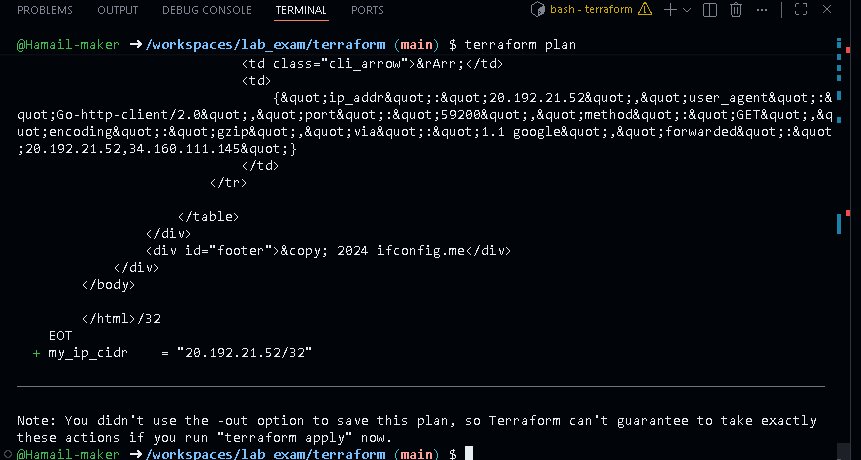 PROBLEMS OUTPUT DEBUG CONSOLE TERMINAL PORTS bash - terraform
@Hamail-maker ➜/workspaces/lab_exam/terraform (main) $ terraform plan
<td class="cli_arrow">&rArr;</td>
<td>
{&quot;ip_addr&quot;:&quot;20.192.21.52&quot;,&quot;user_agent&quot;:&
quot;Go-http-client/2.0&quot;,&quot;port&quot;:&quot;59200&quot;,&quot;method&quot;:&quot;GET&quot;,&q
uot;encoding&quot;:&quot;gzip&quot;,&quot;via&quot;:&quot;1.1 google&quot;,&quot;forwarded&quot;:&quot
;20.192.21.52,34.160.111.145&quot;}
</td>
</tr>
</table>
</div>
<div id="footer">&copy; 2024 ifconfig.me</div>
</div>
</body>
</html>/32
EOT
+ my_ip_cidr = "20.192.21.52/32"
Note: You didn't use the -out option to save this plan, so Terraform can't guarantee to take exactly
these actions if you run "terraform apply" now.
@Hamail-maker ➜/workspaces/lab_exam/terraform (main) $